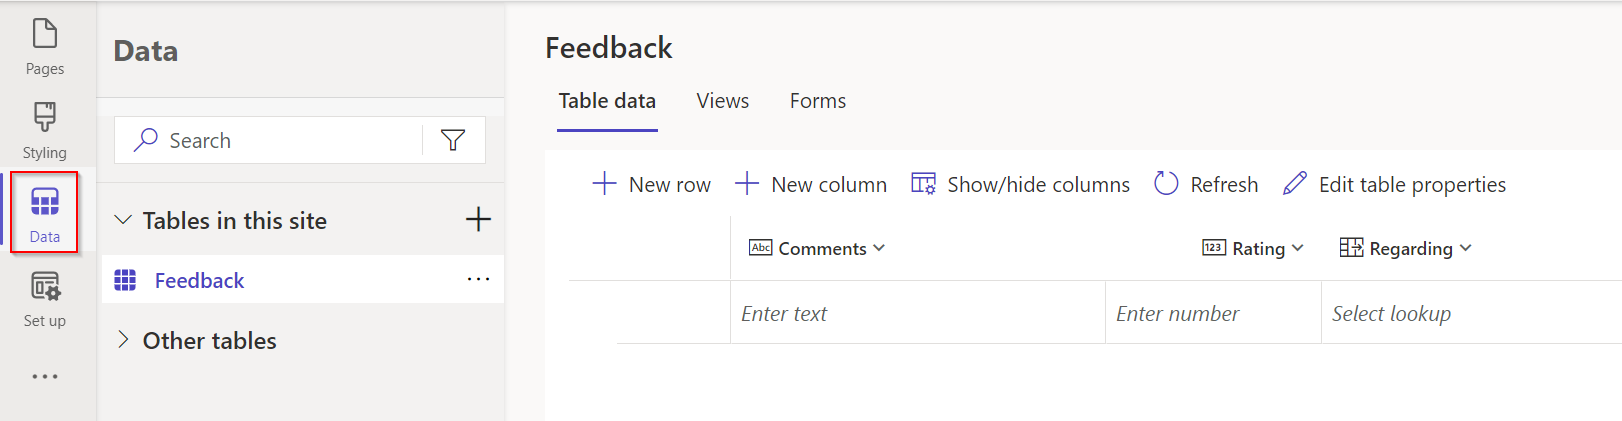 Pages
Styling
Data
Set up
Data
Search
Tables in this site
Feedback
Other tables
Feedback
Table data Views Forms
New row New column Show/hide columns Refresh Edit table properties
Abc Comments 123 Rating Regarding
Enter text Enter number Select lookup